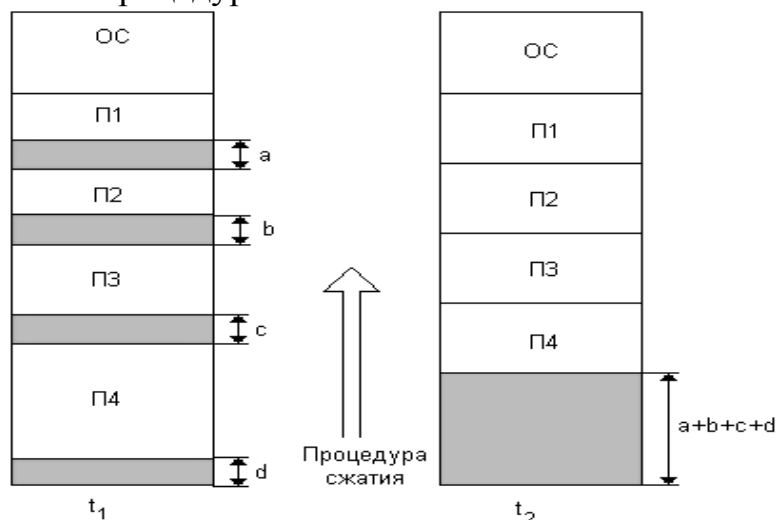 ОС
П1
a
П2
b
П3
c
П4
d
t1
Процедура
сжатия
ОС
П1
П2
П3
П4
a+b+c+d
t2